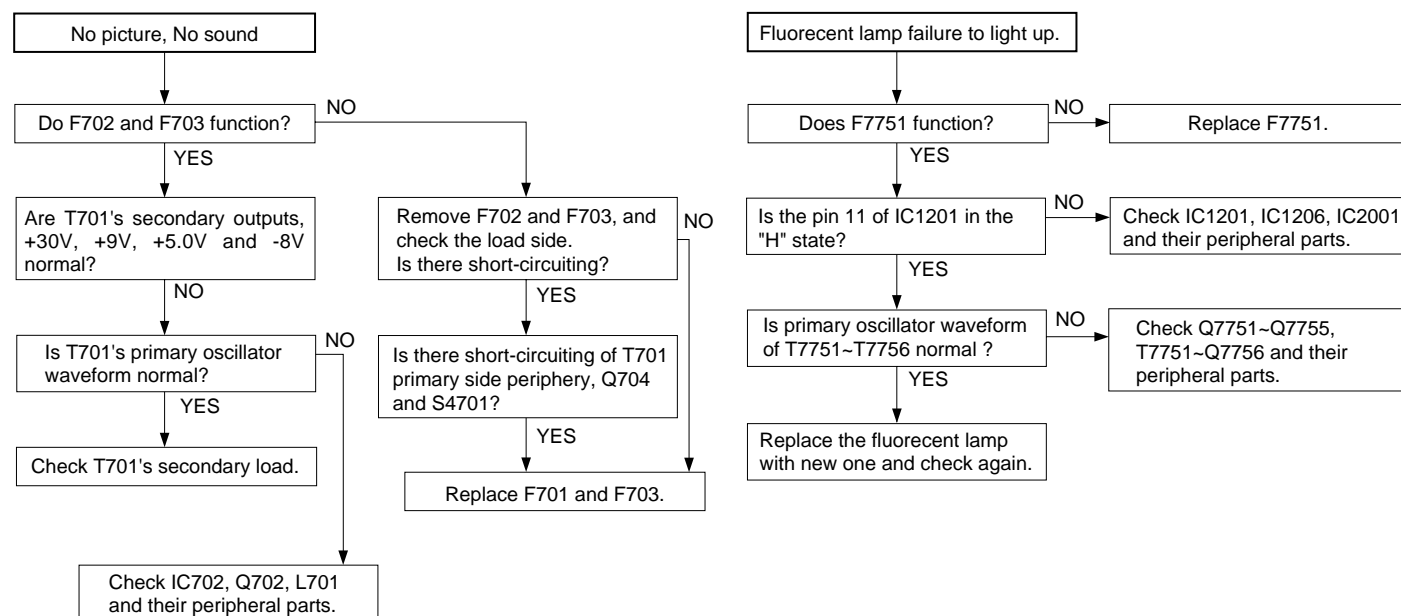 No picture, No sound
Do F702 and F703 function?
NO
YES
Are T701's secondary outputs,
+30V, +9V, +5.0V and -8V
normal?
NO
Is T701's primary oscillator
waveform normal?
NO
YES
Check T701's secondary load.
Check IC702, Q702, L701
and their peripheral parts.
Remove F702 and F703, and
check the load side.
Is there short-circuiting?
NO
YES
Is there short-circuiting of T701
primary side periphery, Q704
and S4701?
YES
Replace F701 and F703.
Fluorecent lamp failure to light up.
Does F7751 function?
NO
Replace F7751.
YES
Is the pin 11 of IC1201 in the
"H" state?
NO
Check IC1201, IC1206, IC2001
and their peripheral parts.
YES
Is primary oscillator waveform
of T7751~T7756 normal ?
NO
Check Q7751~Q7755,
T7751~Q7756 and their
peripheral parts.
YES
Replace the fluorecent lamp
with new one and check again.